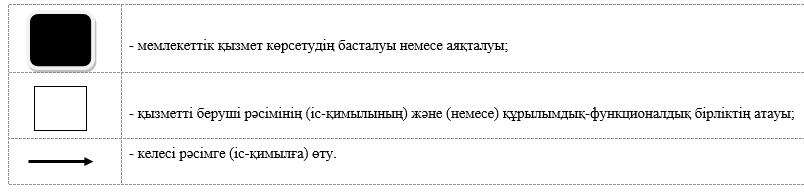 - мемлекеттік қызмет көрсетудің басталуы немесе аяқталуы;
- қызметті беруші рәсімінің (іс-қимылының) және (немесе) құрылымдық-функционалдық бірліктің атауы;
- келесі рәсімге (іс-қимылға) өту.